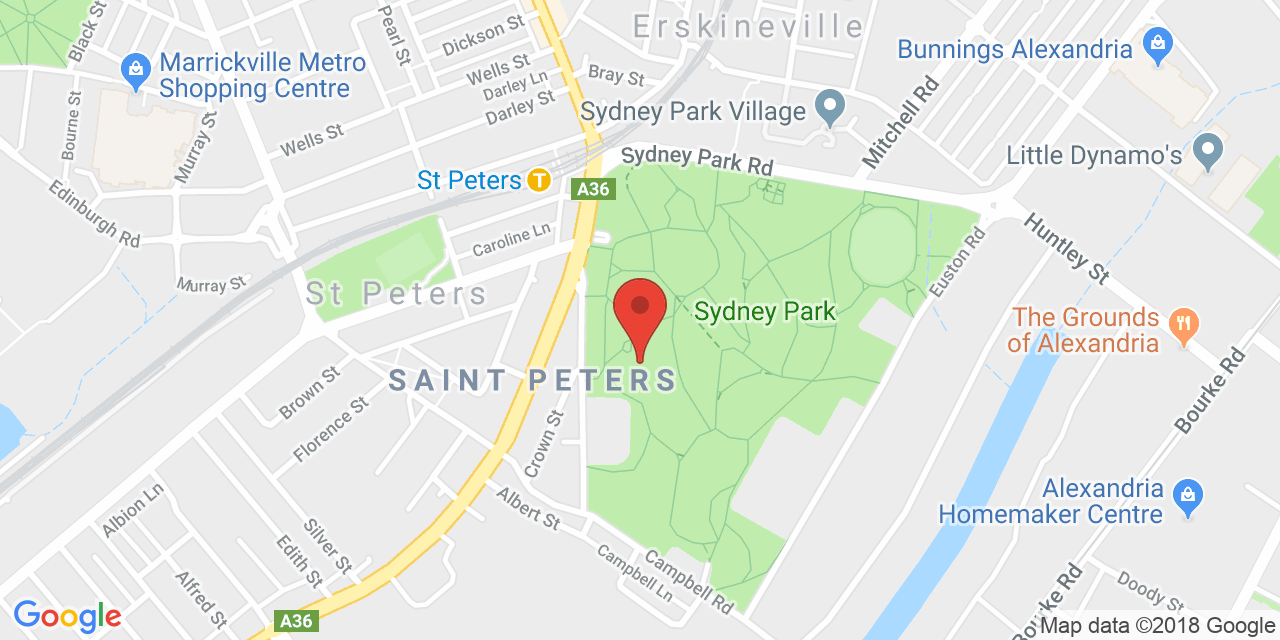 Erskineville
Black St
Pearl St
Dickson St
Bunnings Alexandria
Marrickville Metro
Shopping Centre
Wells St
Darley Ln
Darley St
Bray St
Sydney Park Village
Mitchell Rd
Bourne St
Murray St
Wells St
Sydney Park Rd
Little Dynamo's
St Peters
T
A36
Edinburgh Rd
Caroline Ln
Huntley St
Euston Rd
Murray St
St Peters
Sydney Park
The Grounds
of Alexandria
SAINT PETERS
Brown St
Florence St
Bourke Rd
Crown St
Albion Ln
Albert St
Alexandria
Homemaker Centre
Silver St
Edith St
Campbell Ln
Campbell Rd
Alfred St
Bourke Rd
Doody St
Google
A36
Map data ©2018 Google